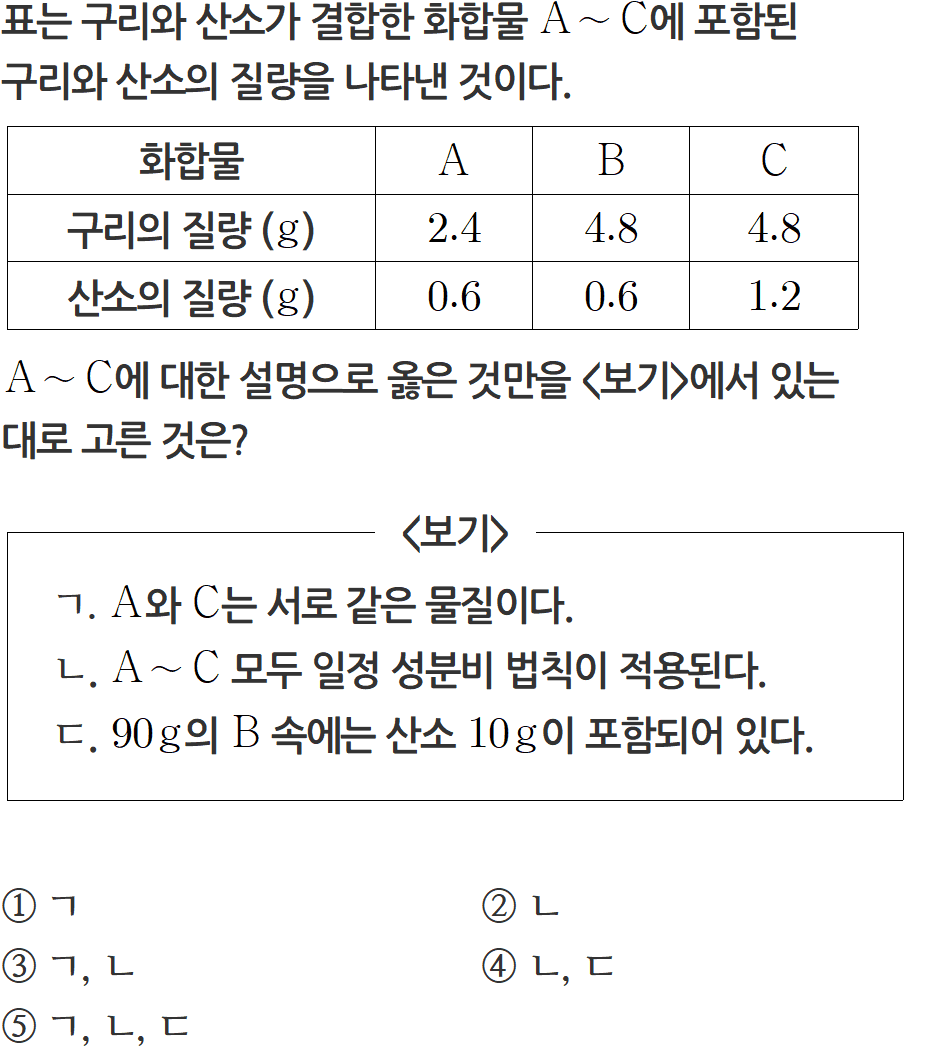 표는 구리와 산소가 결합한 화합물 A ~ C에 포함된
구리와 산소의 질량을 나타낸 것이다.
화합물 A B C
구리의 질량 (g) 2.4 4.8 4.8
산소의 질량 (g) 0.6 0.6 1.2
A ~ C에 대한 설명으로 옳은 것만을 <보기>에서 있는
대로 고른 것은?
<보기>
ㄱ. A와 C는 서로 같은 물질이다.
ㄴ. A ~ C 모두 일정 성분비 법칙이 적용된다.
ㄷ. 90g의 B 속에는 산소 10g이 포함되어 있다.
① ㄱ ② ㄴ
③ ㄱ, ㄴ ④ ㄴ, ㄷ
⑤ ㄱ, ㄴ, ㄷ